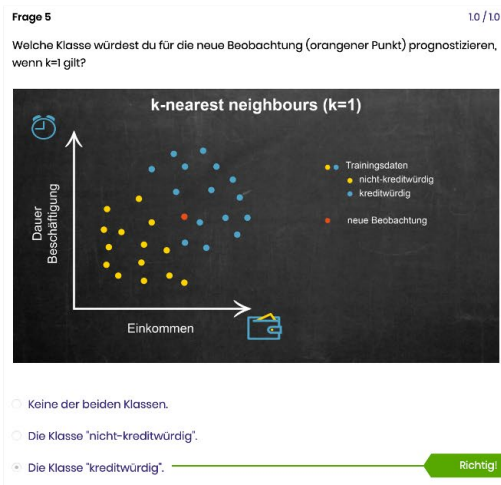 Frage 5
1.0 / 1.0
Welche Klasse würdest du für die neue Beobachtung (orangener Punkt) prognostizieren,
wenn k=1 gilt?
k-nearest neighbours (k=1)
Trainingsdaten
nicht-kreditwürdig
kreditwürdig
neue Beobachtung
Dauer
Beschäftigung
Einkommen
Keine der beiden Klassen.
Die Klasse "nicht-kreditwürdig".
Die Klasse "kreditwürdig".
Richtig!